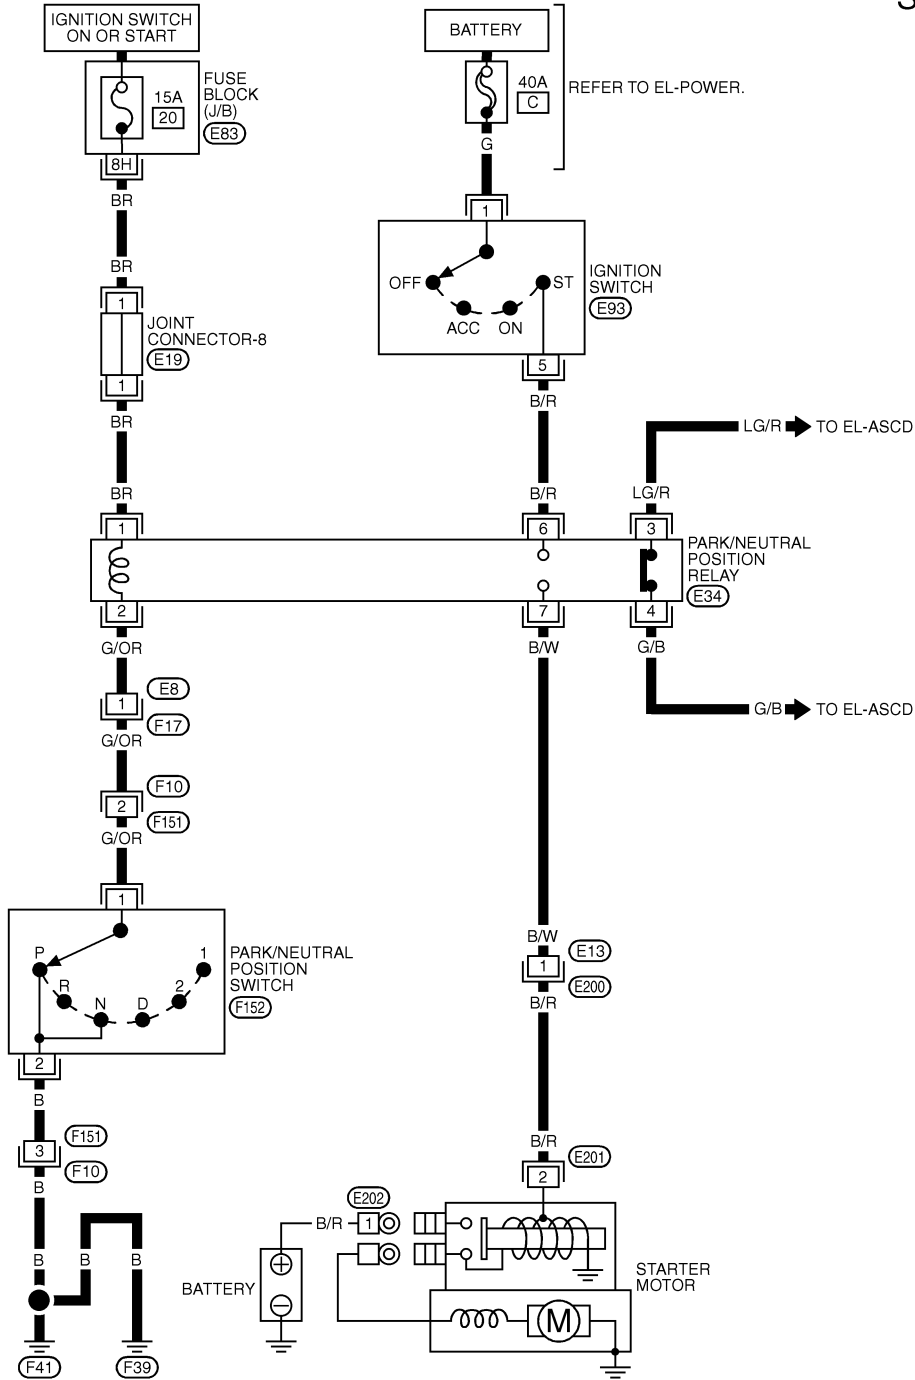 IGNITION SWITCH
ON OR START
BATTERY
FUSE
BLOCK
(J/B)
E83
15A
20
40A
C
REFER TO EL-POWER.
8H
G
BR
1
BR
OFF
ST
ACC
ON
IGNITION
SWITCH
E93
1
JOINT
CONNECTOR-8
E19
1
5
BR
B/R
LG/R
TO EL-ASCD
BR
B/R
LG/R
1
6
3
PARK/NEUTRAL
POSITION
RELAY
E34
2
7
4
G/OR
B/W
G/B
E8
1
F17
G/B
TO EL-ASCD
G/OR
F10
2
F151
G/OR
1
P
R
N
D
2
1
PARK/NEUTRAL
POSITION
SWITCH
F152
B/W
E13
1
E200
B/R
2
B
F151
3
F10
B
B/R
E201
2
E202
B/R
1
B
B
B
BATTERY
STARTER
MOTOR
M
F41
F39